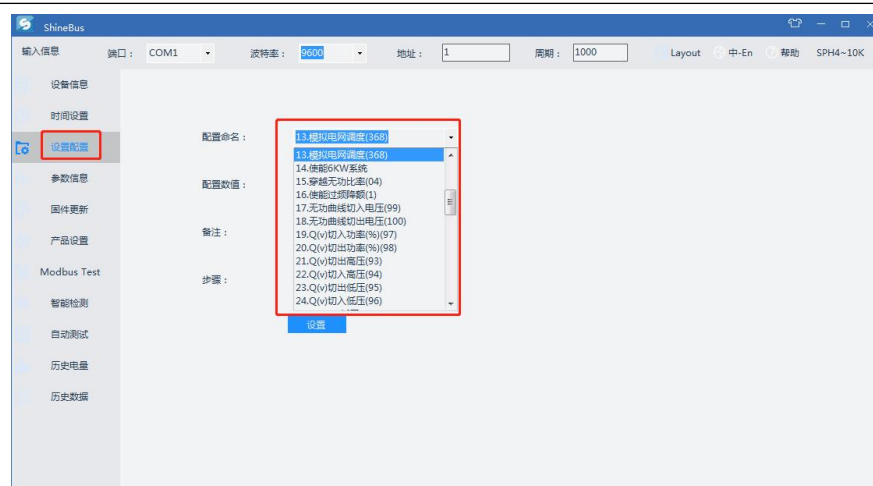 ShineBus
输入信息 端口： COM1 波特率： 9600 地址： 1 周期： 1000 Layout 中-En 帮助 SPH4~10K
设备信息
时间设置
设置配置
参数信息
固件更新
产品设置
Modbus Test
智能检测
自动测试
历史电量
历史数据
配置命名： 13.模拟电网调度(368)
配置数值：
备注：
步骤：
13.模拟电网调度(368)
14.使能6KW系统
15.穿越无功比率(04)
16.使能过频降额(1)
17.无功曲线切入电压(99)
18.无功曲线切出电压(100)
19.Q(v)切入功率(%)(97)
20.Q(v)切出功率(%)(98)
21.Q(v)切出高压(93)
22.Q(v)切入高压(94)
23.Q(v)切出低压(95)
24.Q(v)切入低压(96)
设置